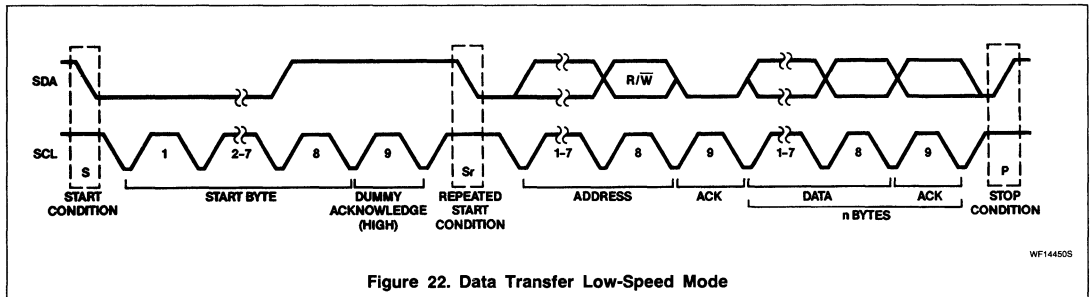 SDA
R/W̅
SCL
1
2–7
8
9
1–7
8
9
1–7
8
9
S
Sr
P
START
CONDITION
START BYTE
DUMMY
ACKNOWLEDGE
(HIGH)
REPEATED
START
CONDITION
ADDRESS
ACK
DATA
ACK
n BYTES
STOP
CONDITION
WF14450S
Figure 22. Data Transfer Low-Speed Mode